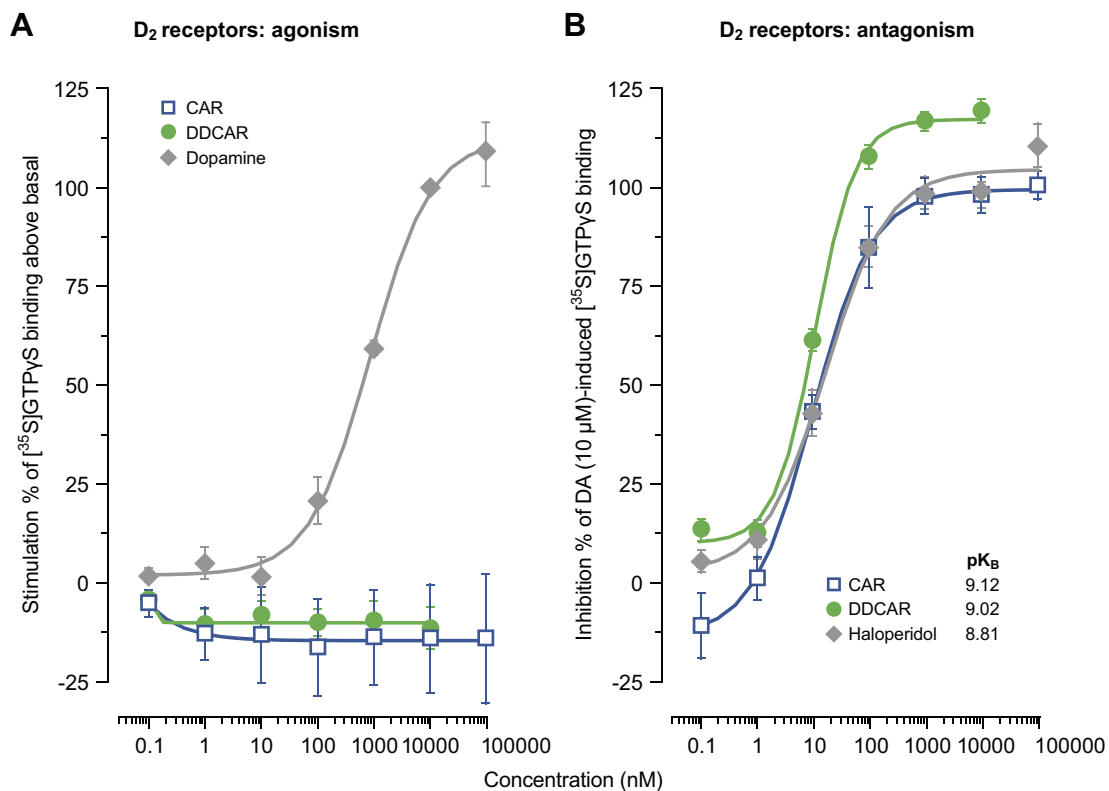 A
D₂ receptors: agonism
Stimulation % of [³⁵S]GTPγS binding above basal
125
100
75
50
25
0
-25
CAR
DDCAR
Dopamine
0.1 1 10 100 1000 10000 100000
B
D₂ receptors: antagonism
Inhibition % of DA (10 μM)-induced [³⁵S]GTPγS binding
125
100
75
50
25
0
-25
pK_B
CAR 9.12
DDCAR 9.02
Haloperidol 8.81
0.1 1 10 100 1000 10000 100000
Concentration (nM)